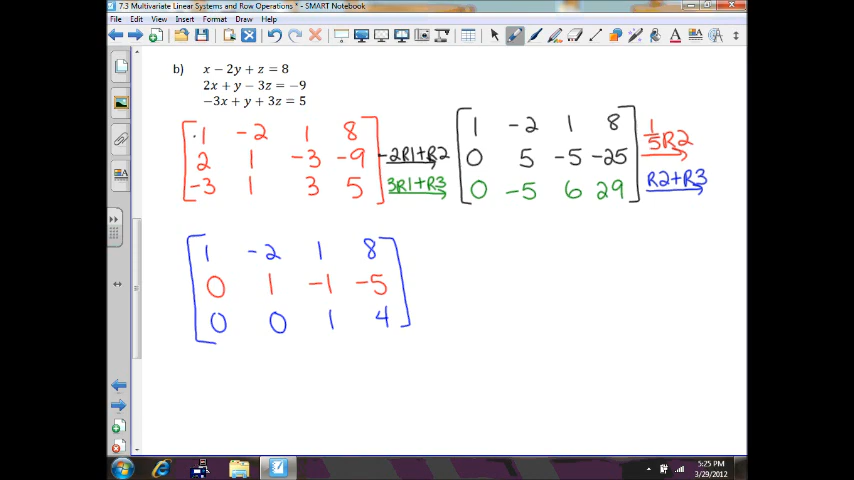 7.3 Multivariate Linear Systems and Row Operations * - SMART Notebook
File Edit View Insert Format Draw Help
b) x − 2y + z = 8
2x + y − 3z = −9
−3x + y + 3z = 5
1 -2 1 8
2 1 -3 -9
-3 1 3 5
-2R1+R2
3R1+R3
1 -2 1 8
0 5 -5 -25
0 -5 6 29
1/5R2
R2+R3
1 -2 1 8
0 1 -1 -5
0 0 1 4
5:25 PM
3/29/2012